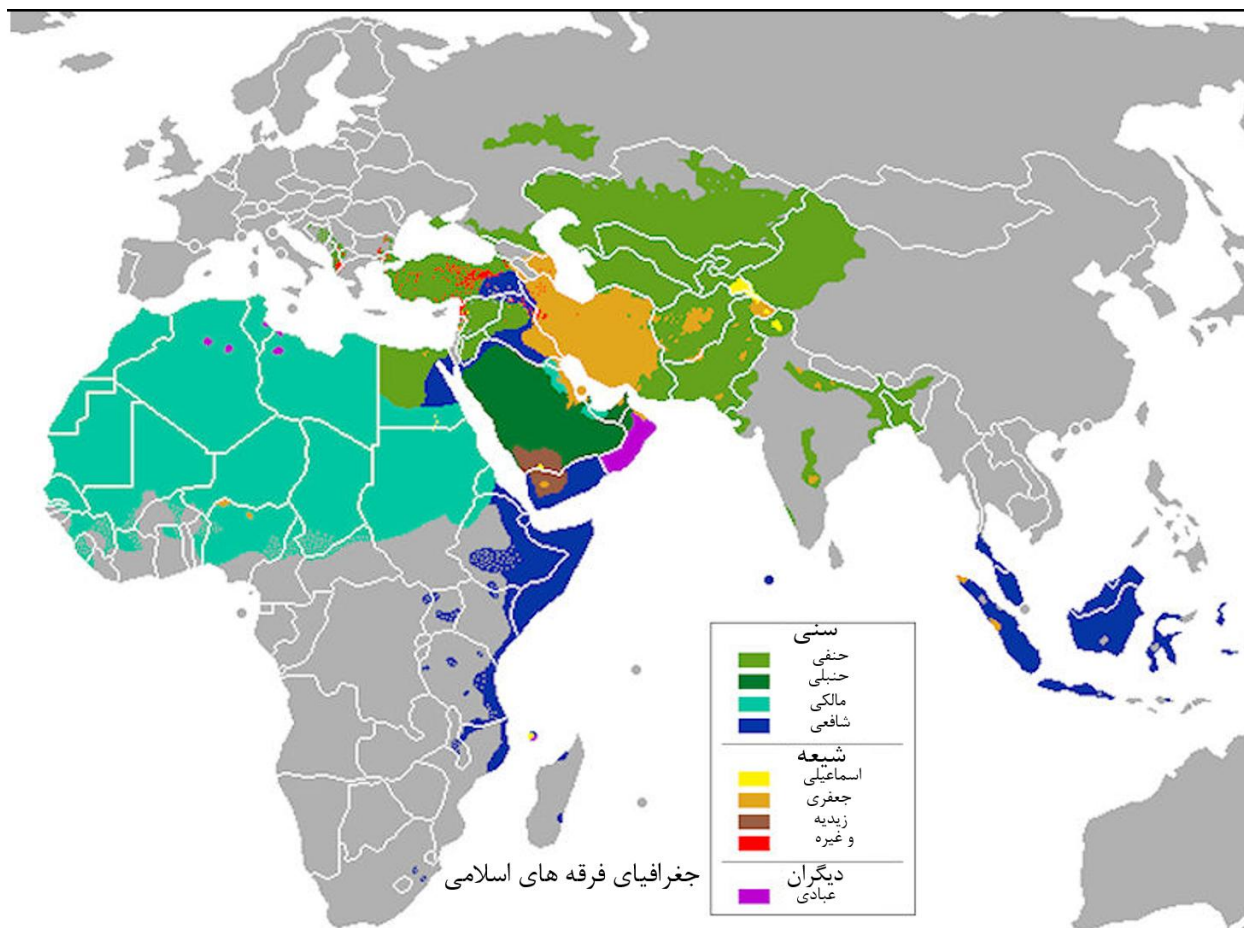 سنی
حنفی
حنبلی
مالکی
شافعی
شیعه
اسماعیلی
جعفری
زیدیه
و غیره
دیگران
عبادی
جغرافیای فرقه های اسلامی